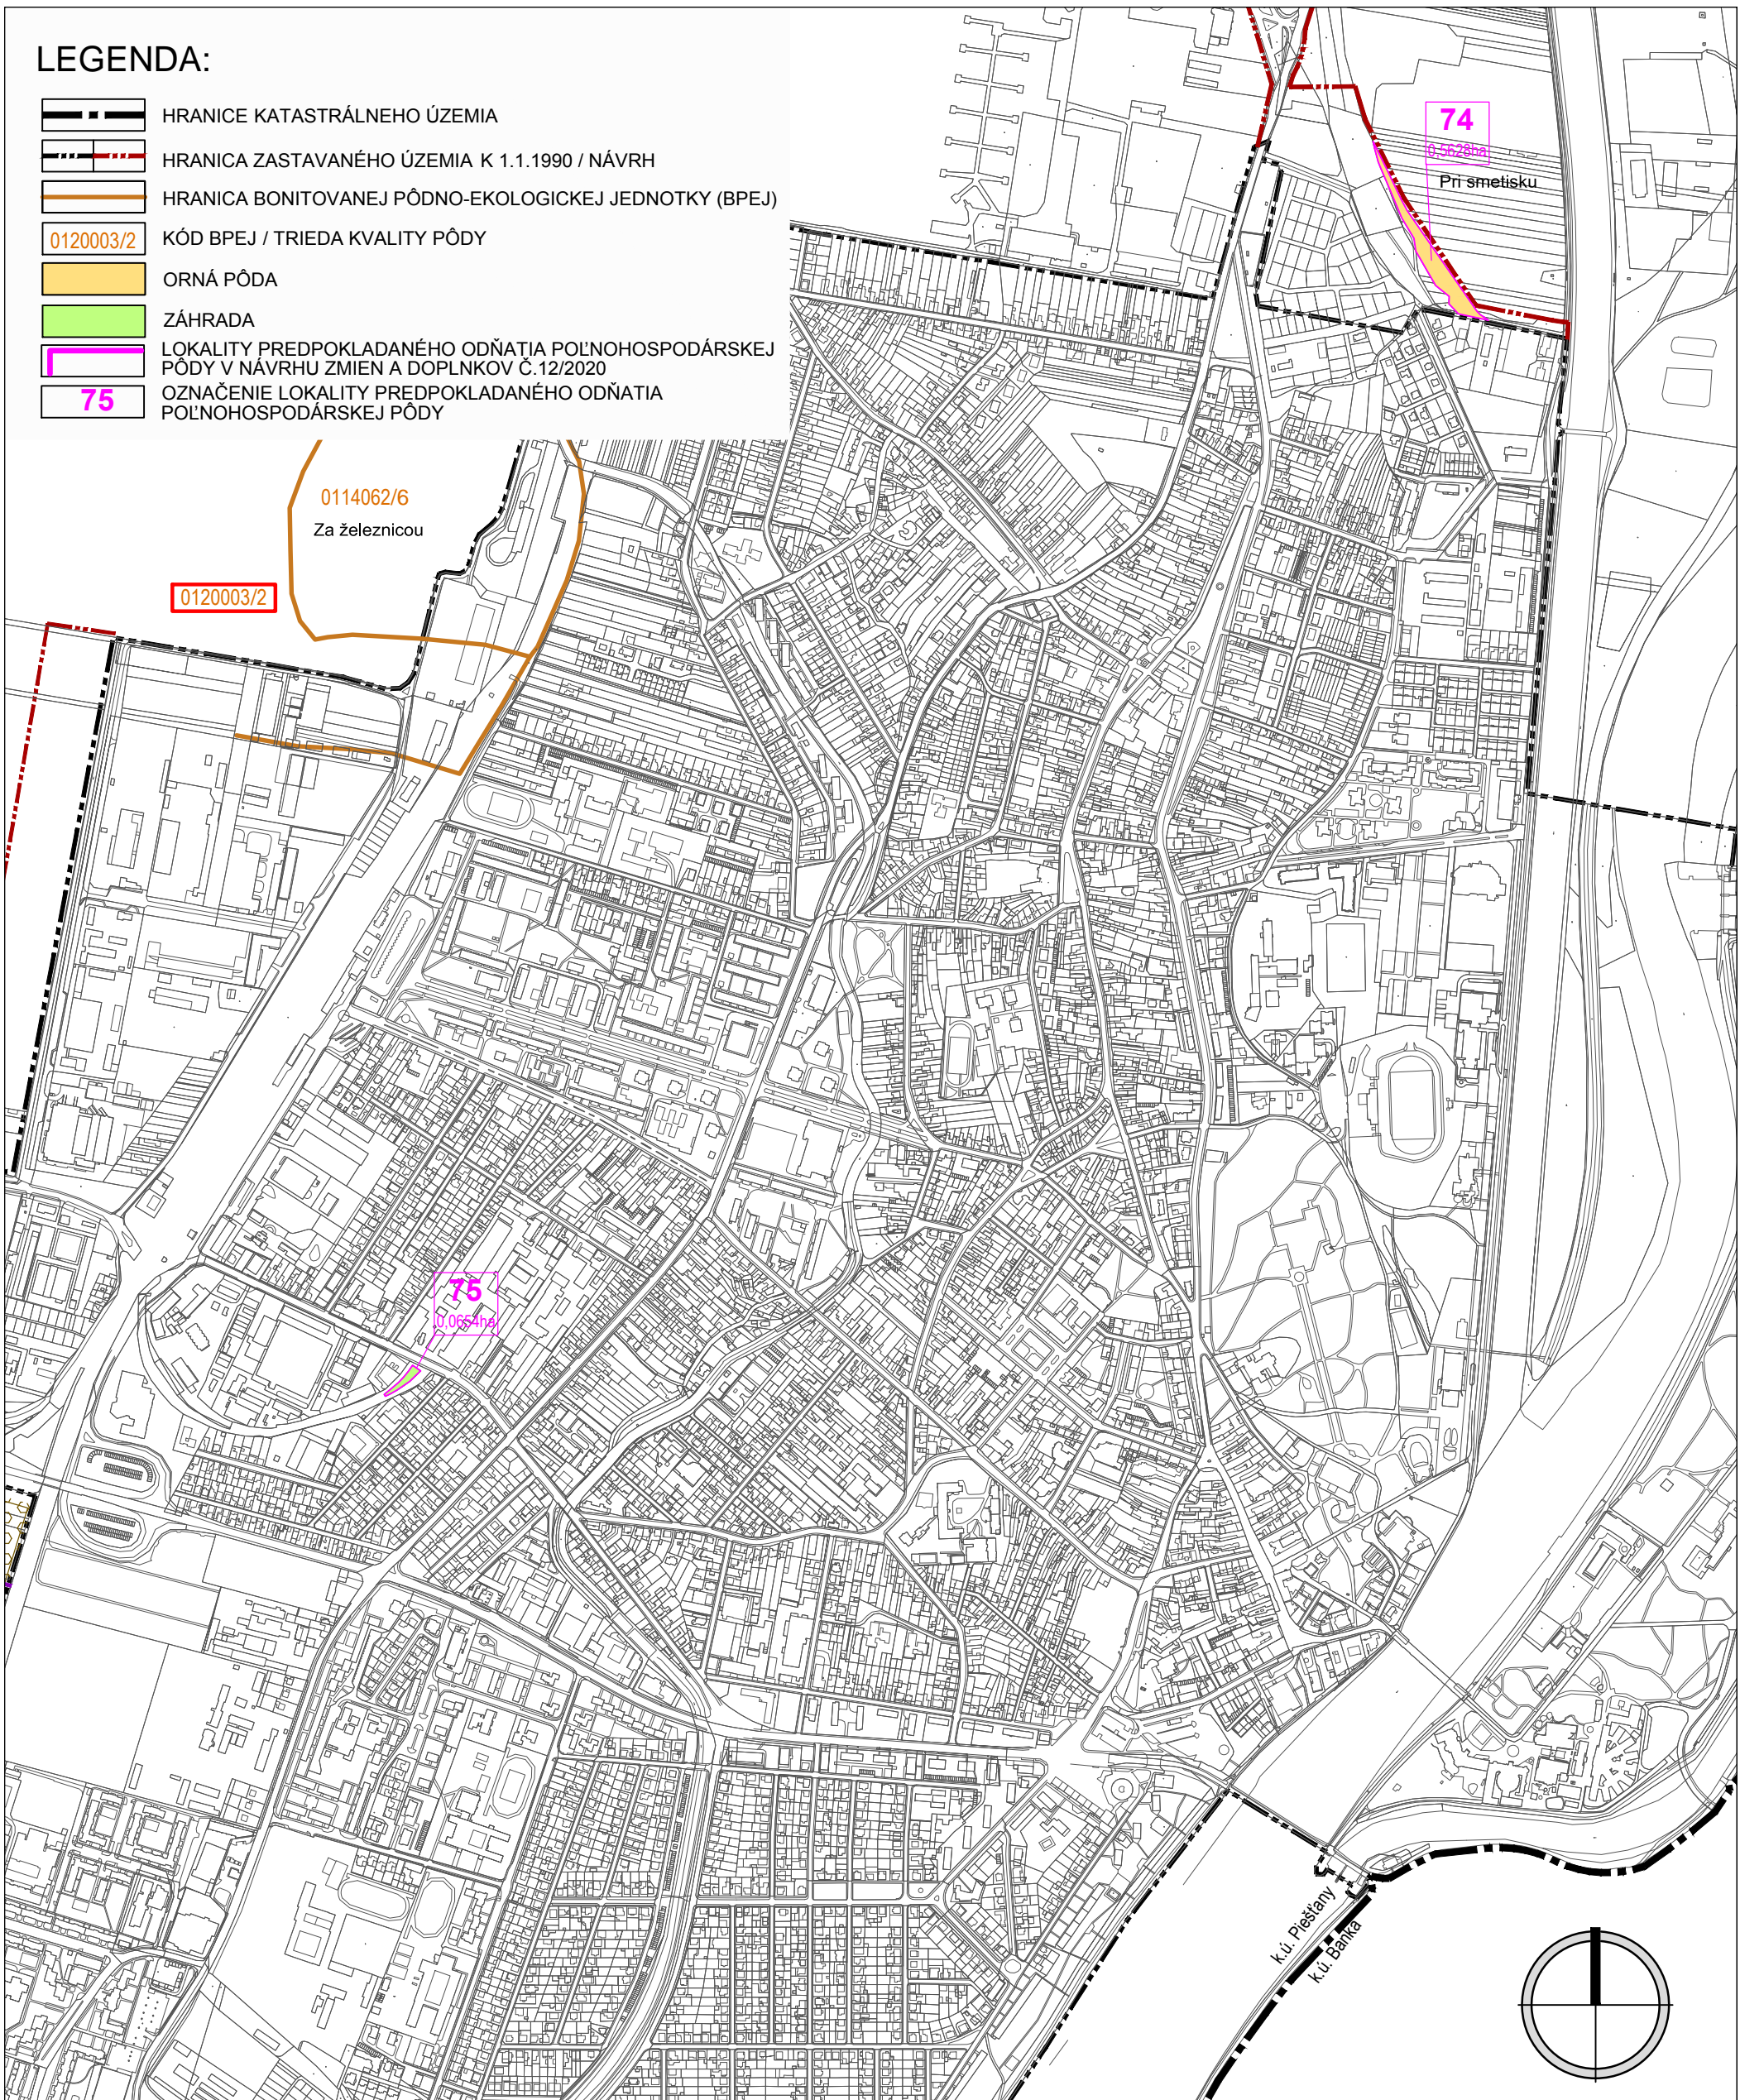 LEGENDA:
HRANICE KATASTRÁLNEHO ÚZEMIA
HRANICA ZASTAVANÉHO ÚZEMIA K 1.1.1990 / NÁVRH
HRANICA BONITOVANEJ PÔDNO-EKOLOGICKEJ JEDNOTKY (BPEJ)
0120003/2 KÓD BPEJ / TRIEDA KVALITY PÔDY
ORNÁ PÔDA
ZÁHRADA
LOKALITY PREDPOKLADANÉHO ODŇATIA POĽNOHOSPODÁRSKEJ
PÔDY V NÁVRHU ZMIEN A DOPLNKOV Č.12/2020
75 OZNAČENIE LOKALITY PREDPOKLADANÉHO ODŇATIA
POĽNOHOSPODÁRSKEJ PÔDY
74
0,5628ha
Pri smetisku
0114062/6
Za železnicou
0120003/2
75
0,0654ha
k.ú. Piešťany
k.ú. Banka